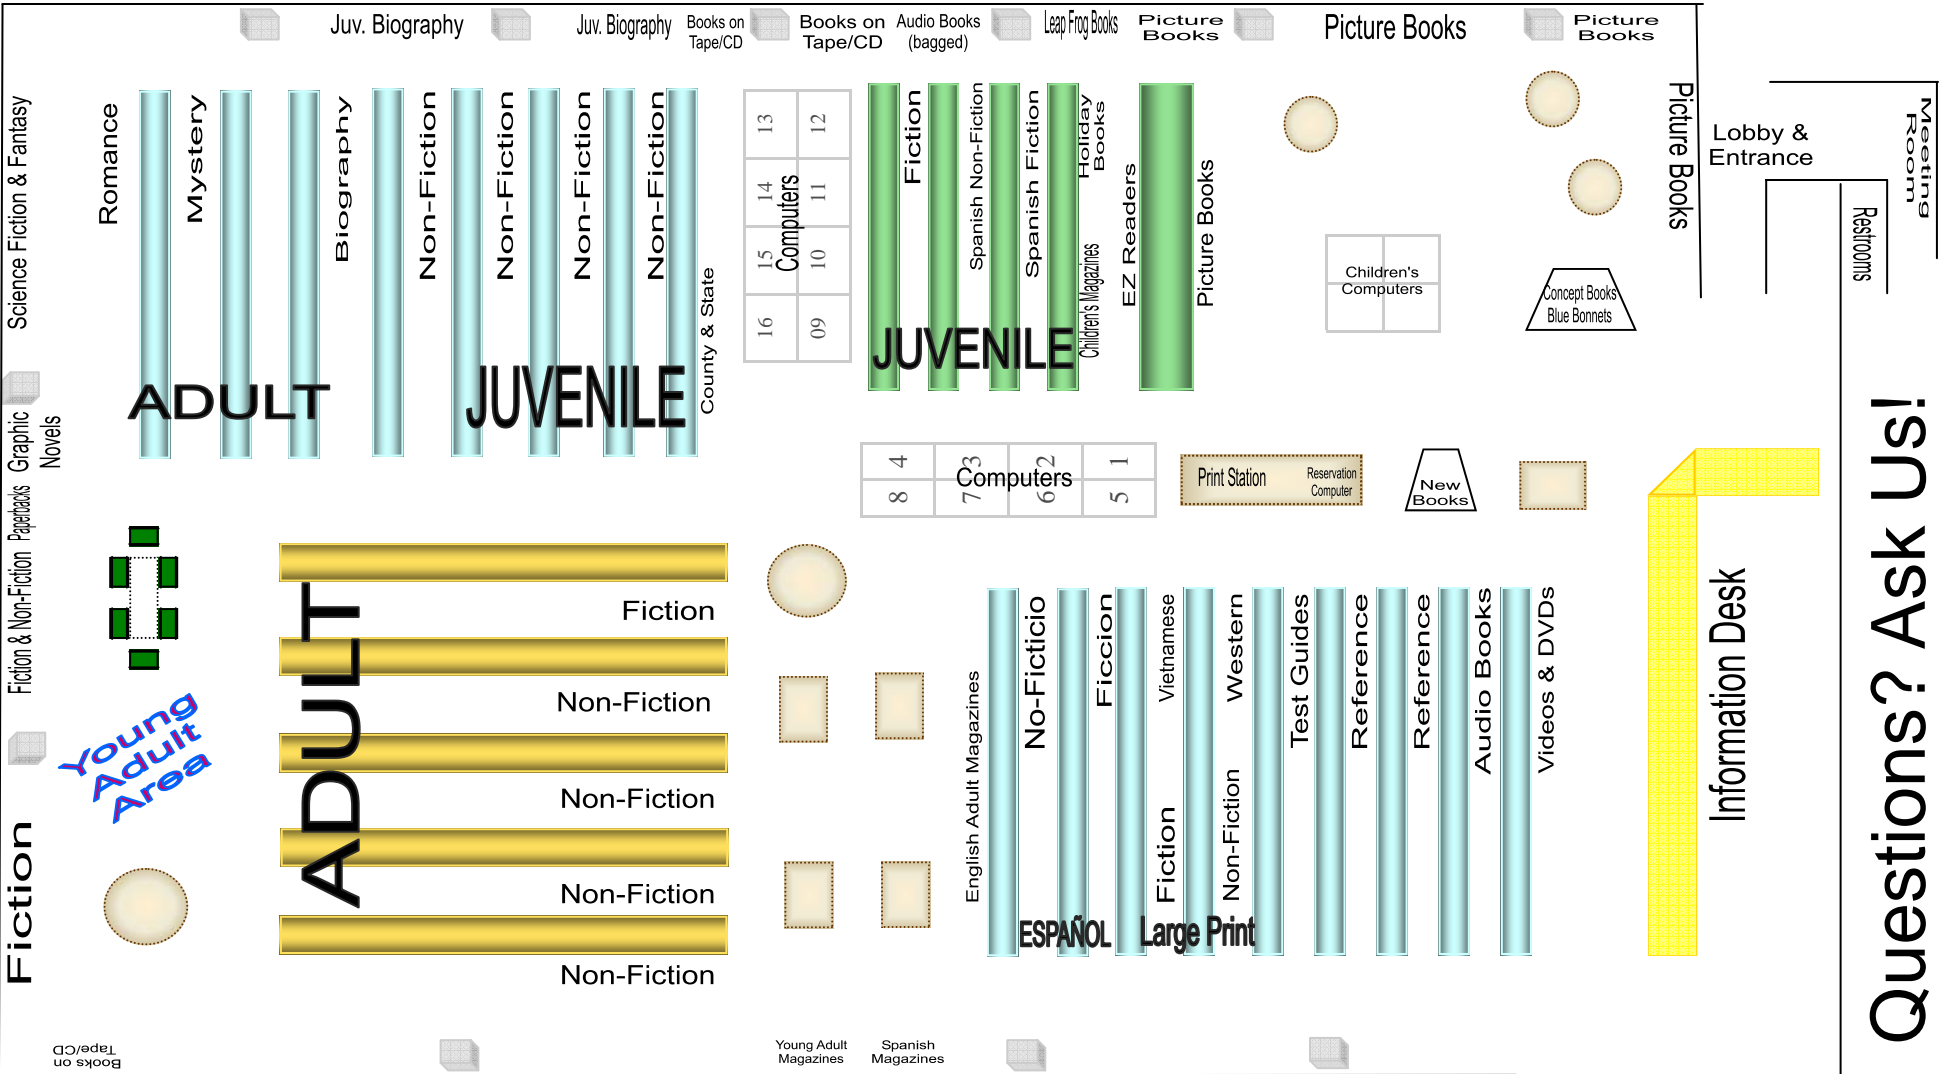 Juv. Biography
Juv. Biography
Books on
Tape/CD
Books on
Tape/CD
Audio Books
(bagged)
Leap Frog Books
Picture
Books
Picture Books
Picture
Books
Science Fiction & Fantasy
Romance
Mystery
Biography
Non-Fiction
Non-Fiction
Non-Fiction
Non-Fiction
County & State
ADULT
JUVENILE
13
12
14
11
15
10
16
09
Computers
Fiction
Spanish Non-Fiction
Spanish Fiction
Holiday
Books
Children's Magazines
EZ Readers
Picture Books
JUVENILE
Children's
Computers
Concept Books
Blue Bonnets
Picture Books
Lobby &
Entrance
Meeting
Room
Restrooms
Graphic
Novels
Paperbacks
Fiction & Non-Fiction
Young
Adult
Area
Fiction
Books on
Tape/CD
4
3
2
1
8
7
6
5
Computers
Print Station
Reservation
Computer
New
Books
ADULT
Fiction
Non-Fiction
Non-Fiction
Non-Fiction
Non-Fiction
English Adult Magazines
No-Ficticio
Ficcion
Vietnamese
Fiction
Western
Non-Fiction
Test Guides
Reference
Reference
Audio Books
Videos & DVDs
ESPAÑOL
Large Print
Information Desk
Questions? Ask Us!
Young Adult
Magazines
Spanish
Magazines